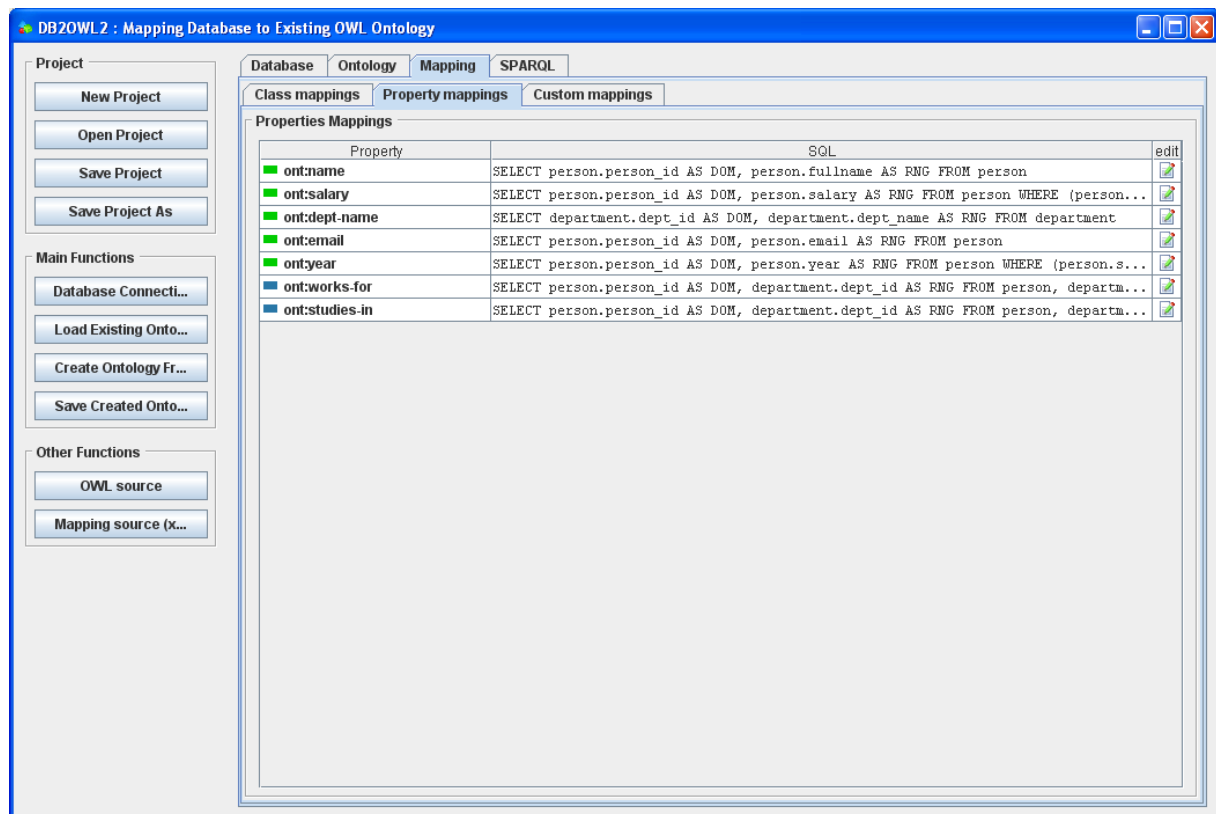 DB2OWL2 : Mapping Database to Existing OWL Ontology
Project
New Project
Open Project
Save Project
Save Project As
Main Functions
Database Connecti...
Load Existing Onto...
Create Ontology Fr...
Save Created Onto...
Other Functions
OWL source
Mapping source (x...
Database Ontology Mapping SPARQL
Class mappings Property mappings Custom mappings
Properties Mappings
Property SQL edit
ont:name SELECT person.person_id AS DOM, person.fullname AS RNG FROM person
ont:salary SELECT person.person_id AS DOM, person.salary AS RNG FROM person WHERE (person...
ont:dept-name SELECT department.dept_id AS DOM, department.dept_name AS RNG FROM department
ont:email SELECT person.person_id AS DOM, person.email AS RNG FROM person
ont:year SELECT person.person_id AS DOM, person.year AS RNG FROM person WHERE (person.s...
ont:works-for SELECT person.person_id AS DOM, department.dept_id AS RNG FROM person, departm...
ont:studies-in SELECT person.person_id AS DOM, department.dept_id AS RNG FROM person, departm...